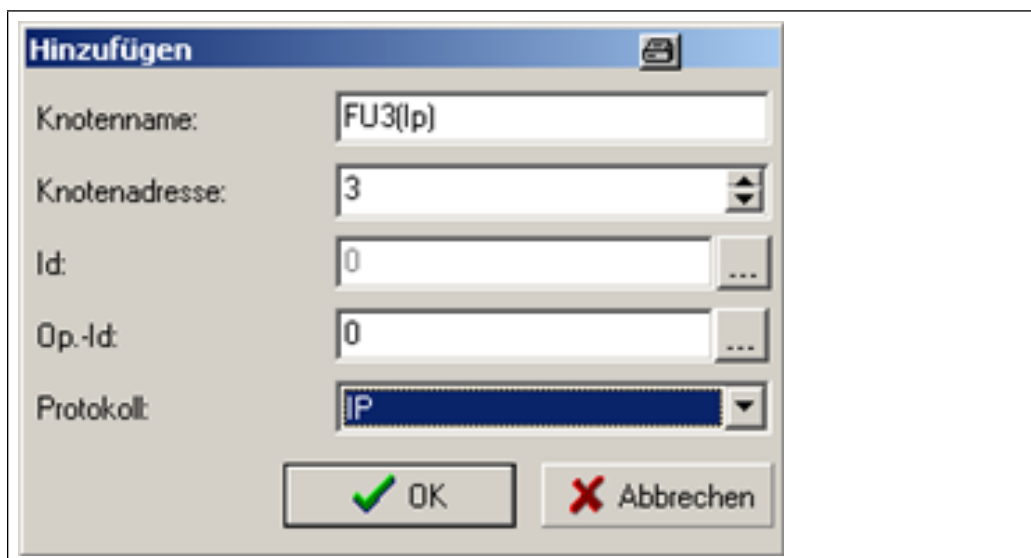 Hinzufügen
Knotenname: FU3(Ip)
Knotenadresse: 3
Id: 0 ...
Op.-Id: 0 ...
Protokoll: IP
OK Abbrechen